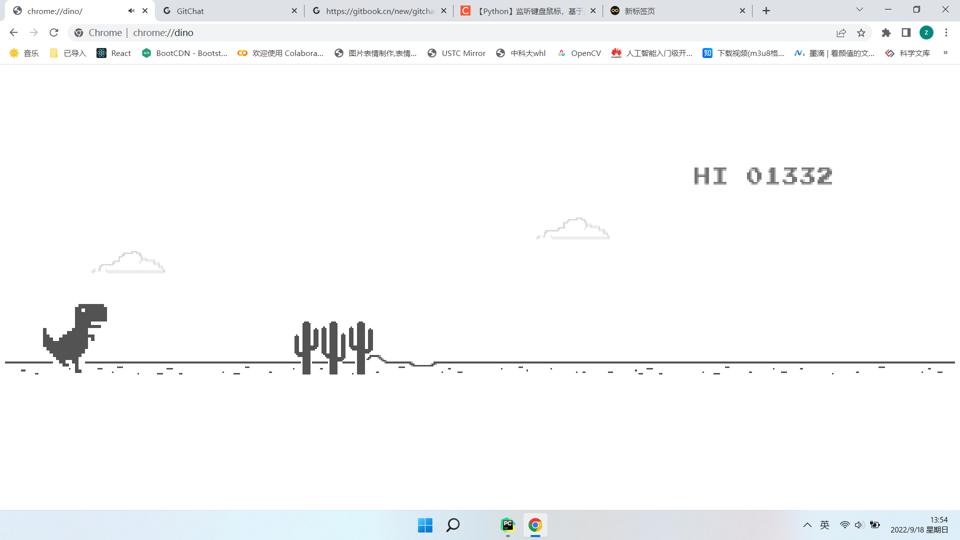 chrome://dino/
GitChat
https://gitbook.cn/new/gitcha
【Python】监听键盘鼠标，基于
新标签页
Chrome | chrome://dino
音乐
已导入
React
BootCDN - Bootst...
欢迎使用 Colabora...
图片表情制作,表情...
USTC Mirror
中科大whl
OpenCV
人工智能入门极开...
下载视频(m3u8格...
墨滴 | 看颜值的文...
科学文库
»
HI 01332
英
13:54
2022/9/18 星期日